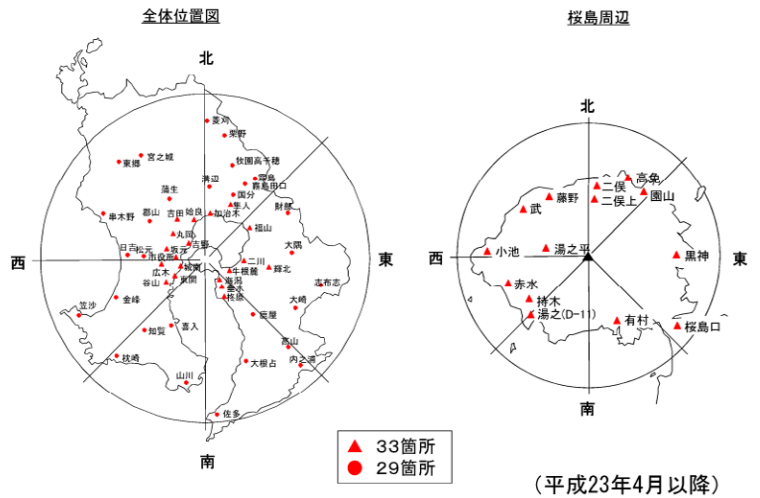 全体位置図
桜島周辺
北
菱刈
栗野
牧園高千穂
宮之城
東郷
霧島
霧島田口
溝辺
国分
蒲生
隼人
財部
串木野
郡山
吉田
姶良
加治木
福山
丸岡
吉野
日吉
松元
市役所
坂元
大隅
西
東
二川
輝北
広木
城南
牛根麓
谷山
東開
海潟
垂水
柊原
志布志
金峰
笠沙
大崎
鹿屋
知覧
喜入
高山
枕崎
内之浦
大根占
山川
佐多
南
北
高免
二俣
園山
藤野
二俣上
武
西
小池
湯之平
黒神
東
赤水
持木
湯之(D-11)
有村
桜島口
南
33箇所
29箇所
(平成23年4月以降)